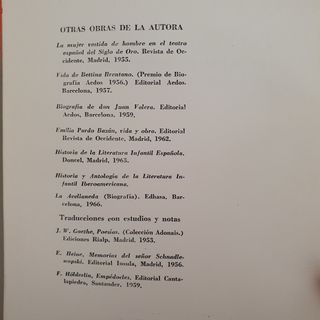 OTRAS OBRAS DE LA AUTORA
La mujer vestida de hombre en el teatro
español del Siglo de Oro. Revista de Oc-
cidente, Madrid, 1955.
Vida de Bettina Brentano. (Premio de Bio-
grafía Aedos 1956.) Editorial Aedos.
Barcelona, 1957.
Biografía de don Juan Valera. Editorial
Aedos, Barcelona, 1959.
Emilia Pardo Bazán, vida y obra. Editorial
Revista de Occidente, Madrid, 1962.
Historia de la Literatura Infantil Española.
Doncel, Madrid, 1963.
Historia y Antología de la Literatura In-
fantil Iberoamericana.
La Avellaneda (Biografía). Edhasa, Bar-
celona, 1966.
Traducciones con estudios y notas
J. W. Goethe, Poesías. (Colección Adonais.)
Ediciones Rialp, Madrid, 1953.
E. Heine, Memorias del señor Schnadle-
wopski. Editorial Insula, Madrid, 1956.
F. Hölderlin, Empédocles. Editorial Canta-
lapiedra, Santander, 1959.